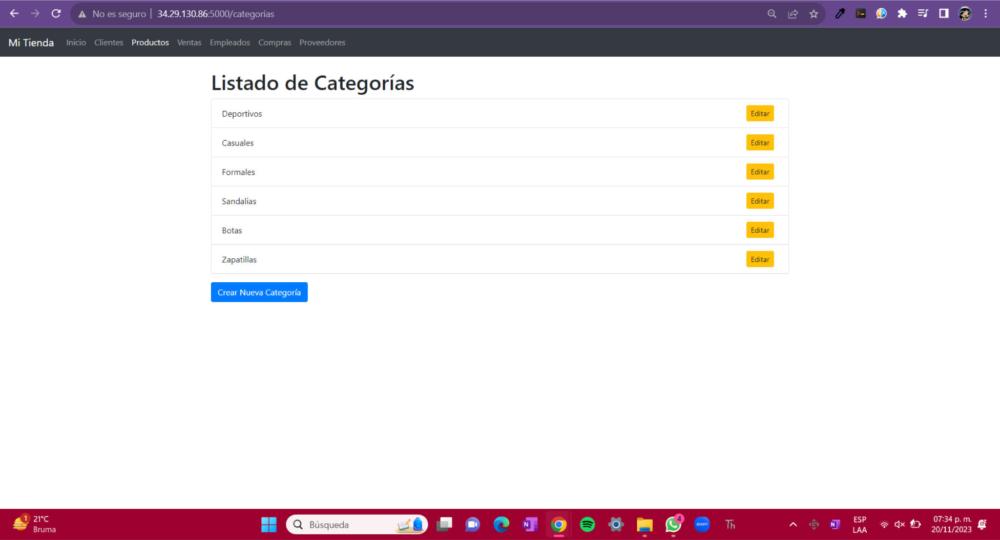 No es seguro | 34.29.130.86:5000/categorias
Mi Tienda Inicio Clientes Productos Ventas Empleados Compras Proveedores
Listado de Categorías
Deportivos Editar
Casuales Editar
Formales Editar
Sandalias Editar
Botas Editar
Zapatillas Editar
Crear Nueva Categoría
1 21°C
Bruma
Búsqueda
N
4
zoom
Th
N
ESP
LAA
07:34 p. m.
20/11/2023